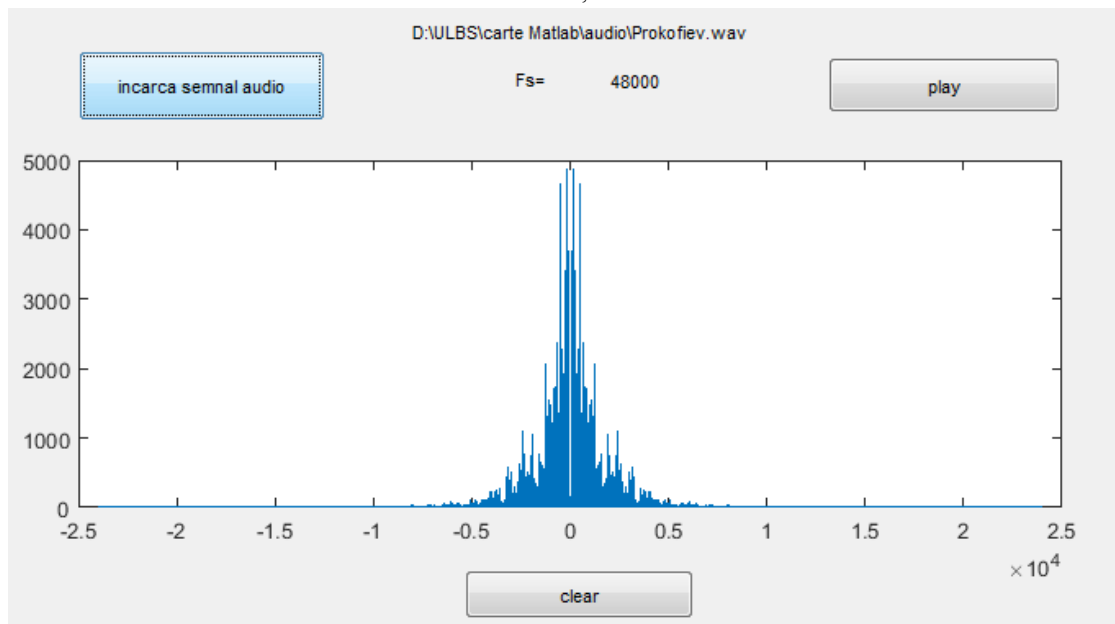 D:\ULBS\carte Matlab\audio\Prokofiev.wav
incarca semnal audio
Fs= 48000
play
5000
4000
3000
2000
1000
0
-2.5 -2 -1.5 -1 -0.5 0 0.5 1 1.5 2 2.5
×10^4
clear